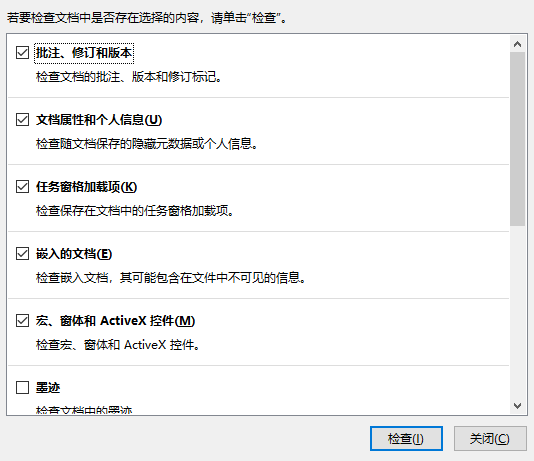 若要检查文档中是否存在选择的内容，请单击“检查”。
批注、修订和版本
检查文档的批注、版本和修订标记。
文档属性和个人信息(U)
检查随文档保存的隐藏元数据或个人信息。
任务窗格加载项(K)
检查保存在文档中的任务窗格加载项。
嵌入的文档(E)
检查嵌入文档，其可能包含在文件中不可见的信息。
宏、窗体和 ActiveX 控件(M)
检查宏、窗体和 ActiveX 控件。
墨迹
检查文档中的墨迹
检查(I)
关闭(C)